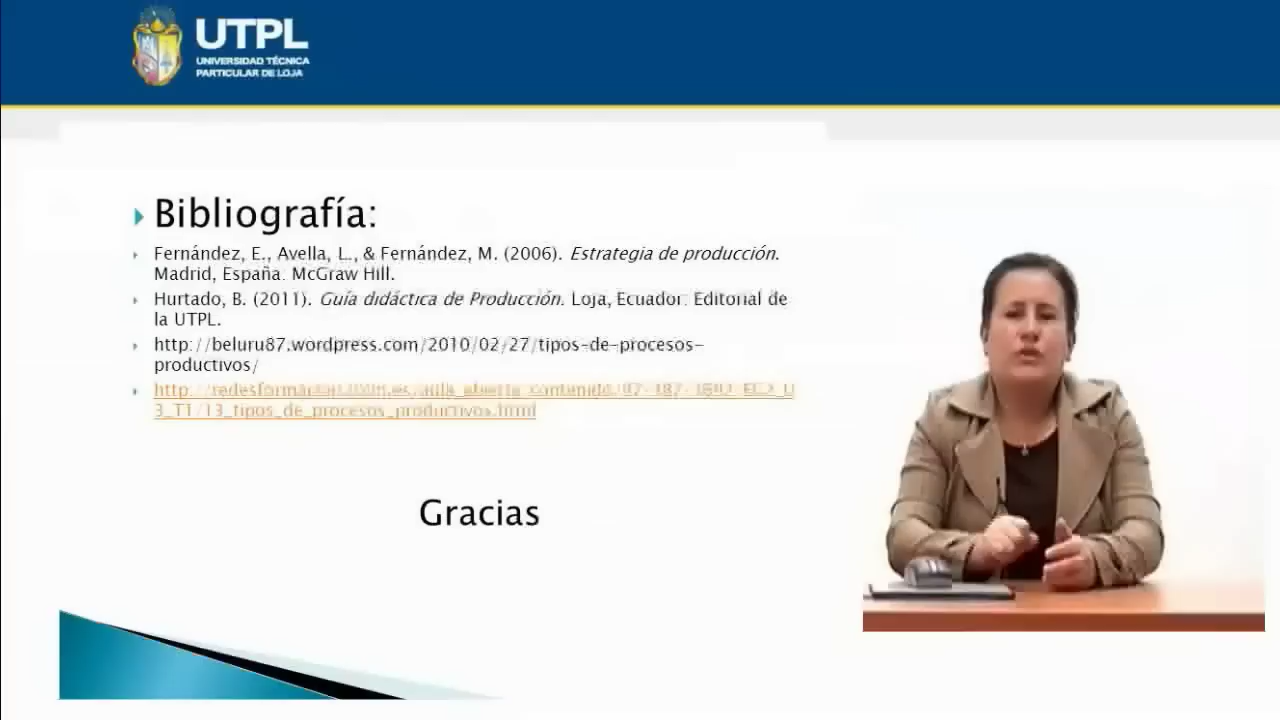 UTPL
UNIVERSIDAD TÉCNICA
PARTICULAR DE LOJA
Bibliografía:
Fernández, E., Avella, L., & Fernández, M. (2006). Estrategia de producción.
Madrid, España: McGraw Hill.
Hurtado, B. (2011). Guía didáctica de Producción. Loja, Ecuador: Editorial de
la UTPL.
http://beluru87.wordpress.com/2010/02/27/tipos-de-procesos-
productivos/
3_T1/13_tipos_de_procesos_productivos.html
Gracias